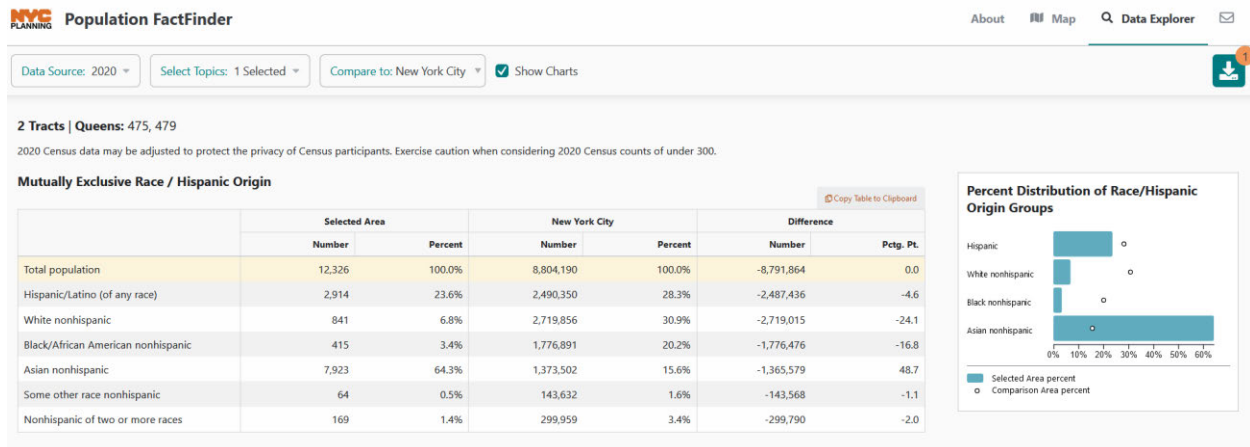 NYC PLANNING Population FactFinder About Map Data Explorer
Data Source: 2020 Select Topics: 1 Selected Compare to: New York City Show Charts 1
2 Tracts | Queens: 475, 479
2020 Census data may be adjusted to protect the privacy of Census participants. Exercise caution when considering 2020 Census counts of under 300.
Mutually Exclusive Race / Hispanic Origin
Copy Table to Clipboard
Selected Area New York City Difference
Number Percent Number Percent Number Pctg. Pt.
Total population 12,326 100.0% 8,804,190 100.0% -8,791,864 0.0
Hispanic/Latino (of any race) 2,914 23.6% 2,490,350 28.3% -2,487,436 -4.6
White nonhispanic 841 6.8% 2,719,856 30.9% -2,719,015 -24.1
Black/African American nonhispanic 415 3.4% 1,776,891 20.2% -1,776,476 -16.8
Asian nonhispanic 7,923 64.3% 1,373,502 15.6% -1,365,579 48.7
Some other race nonhispanic 64 0.5% 143,632 1.6% -143,568 -1.1
Nonhispanic of two or more races 169 1.4% 299,959 3.4% -299,790 -2.0
Percent Distribution of Race/Hispanic
Origin Groups
Hispanic
White nonhispanic
Black nonhispanic
Asian nonhispanic
0% 10% 20% 30% 40% 50% 60%
Selected Area percent
Comparison Area percent